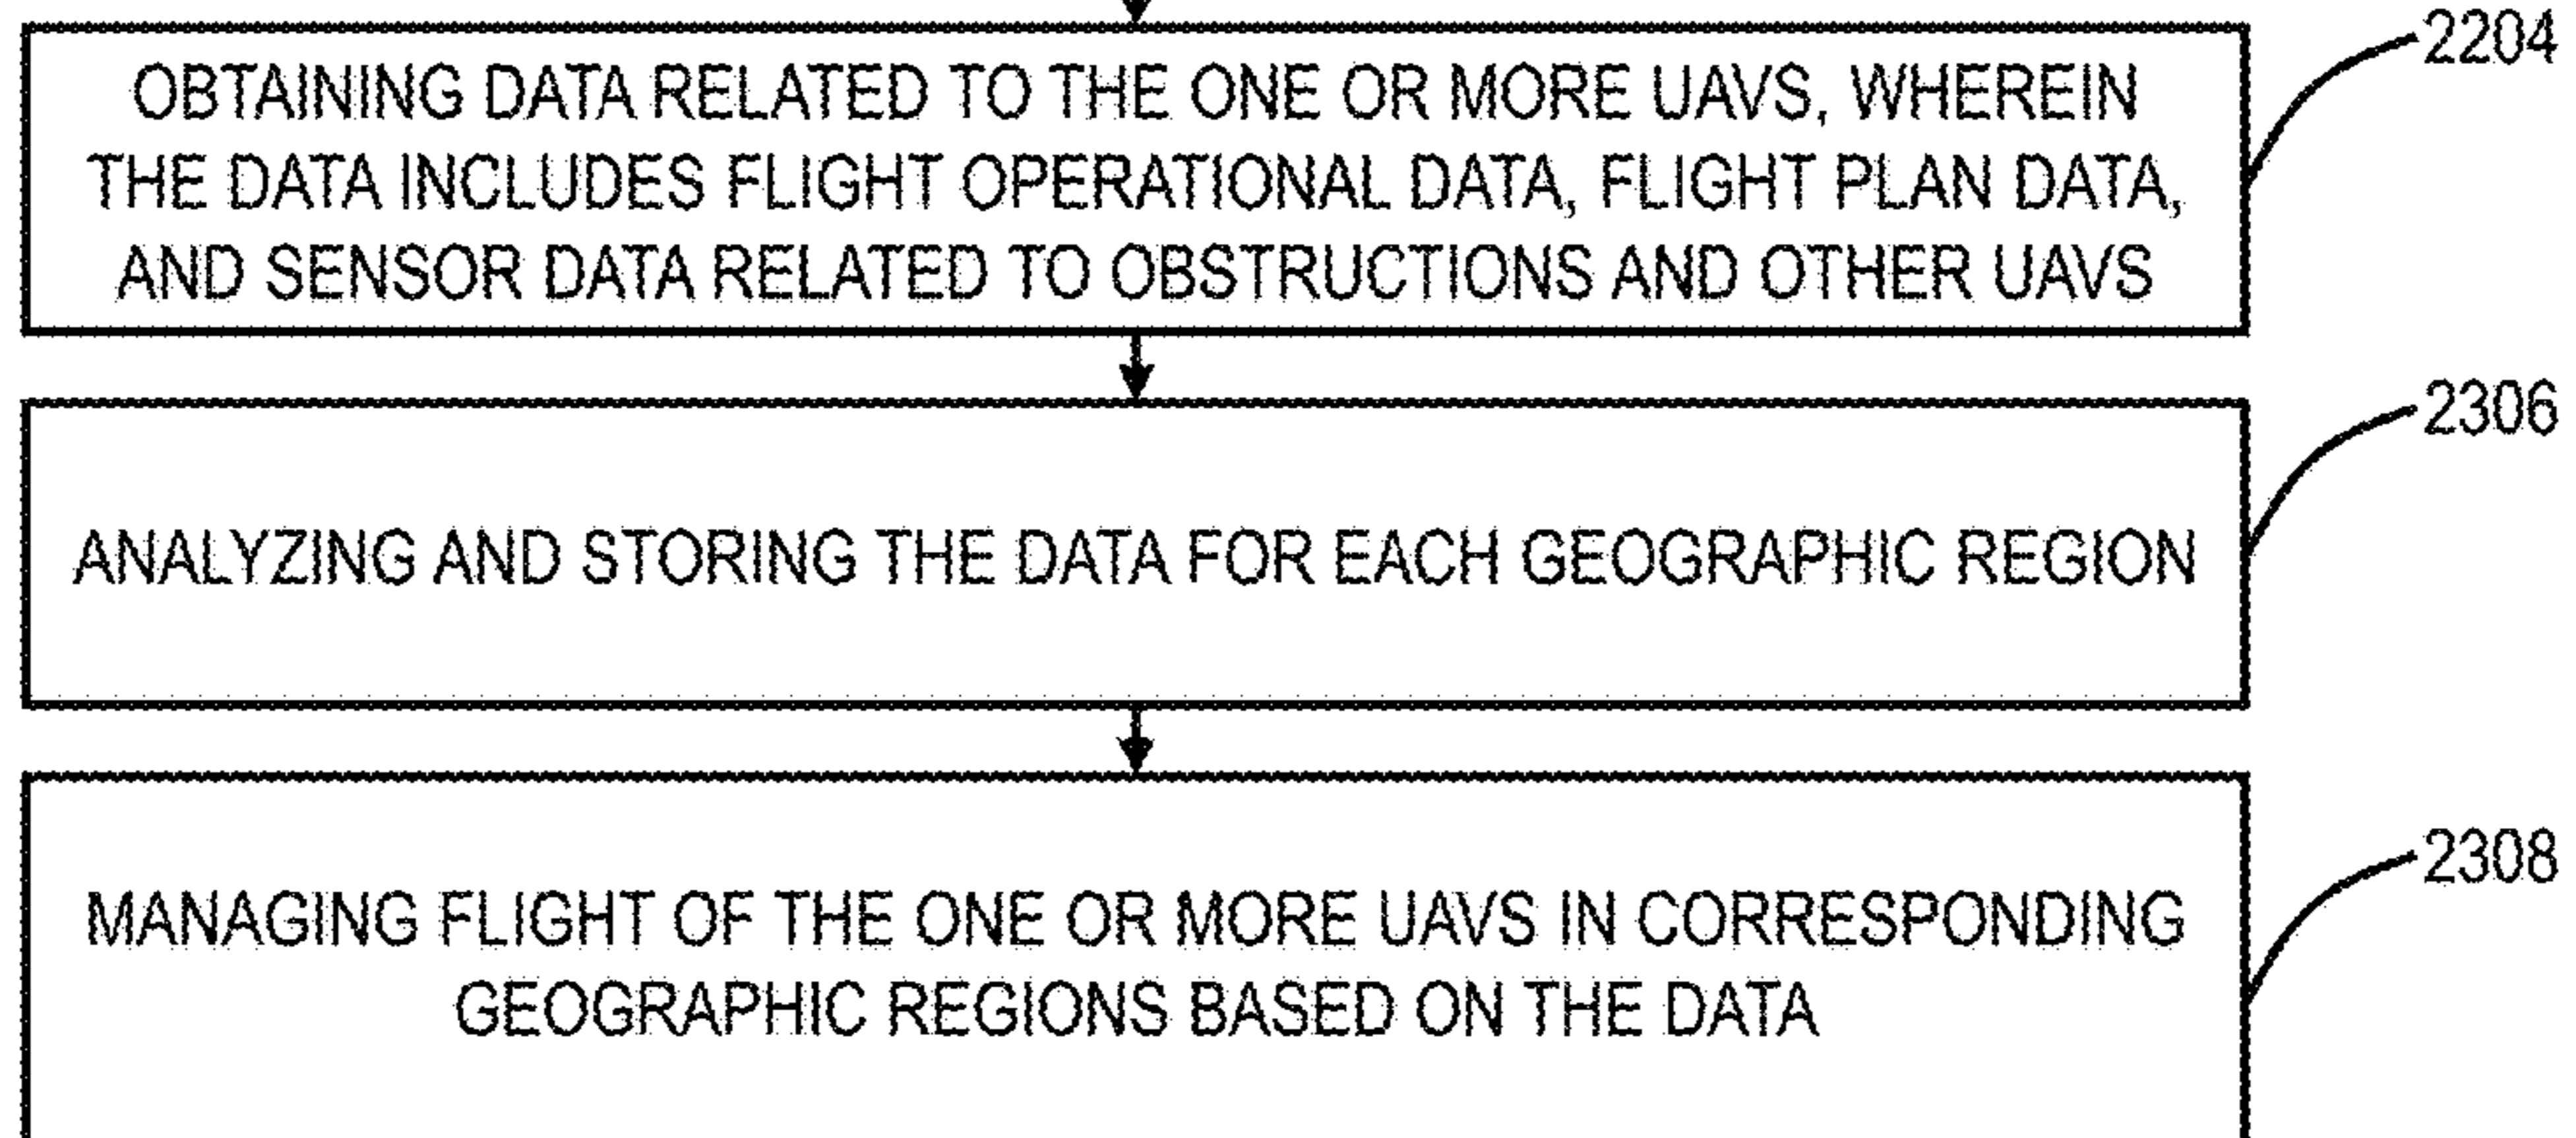 2204
OBTAINING DATA RELATED TO THE ONE OR MORE UAVS, WHEREIN
THE DATA INCLUDES FLIGHT OPERATIONAL DATA, FLIGHT PLAN DATA,
AND SENSOR DATA RELATED TO OBSTRUCTIONS AND OTHER UAVS
2306
ANALYZING AND STORING THE DATA FOR EACH GEOGRAPHIC REGION
2308
MANAGING FLIGHT OF THE ONE OR MORE UAVS IN CORRESPONDING
GEOGRAPHIC REGIONS BASED ON THE DATA